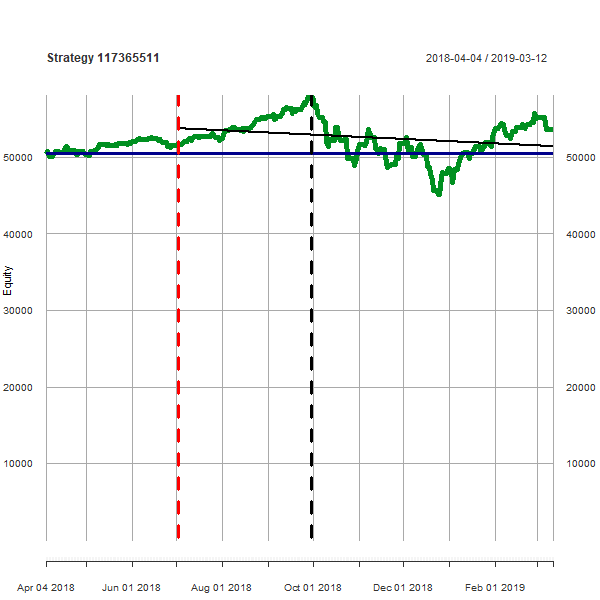 Strategy 117365511
2018-04-04 / 2019-03-12
50000
50000
40000
40000
Equity
30000
30000
20000
20000
10000
10000
Apr 04 2018
Jun 01 2018
Aug 01 2018
Oct 01 2018
Dec 01 2018
Feb 01 2019